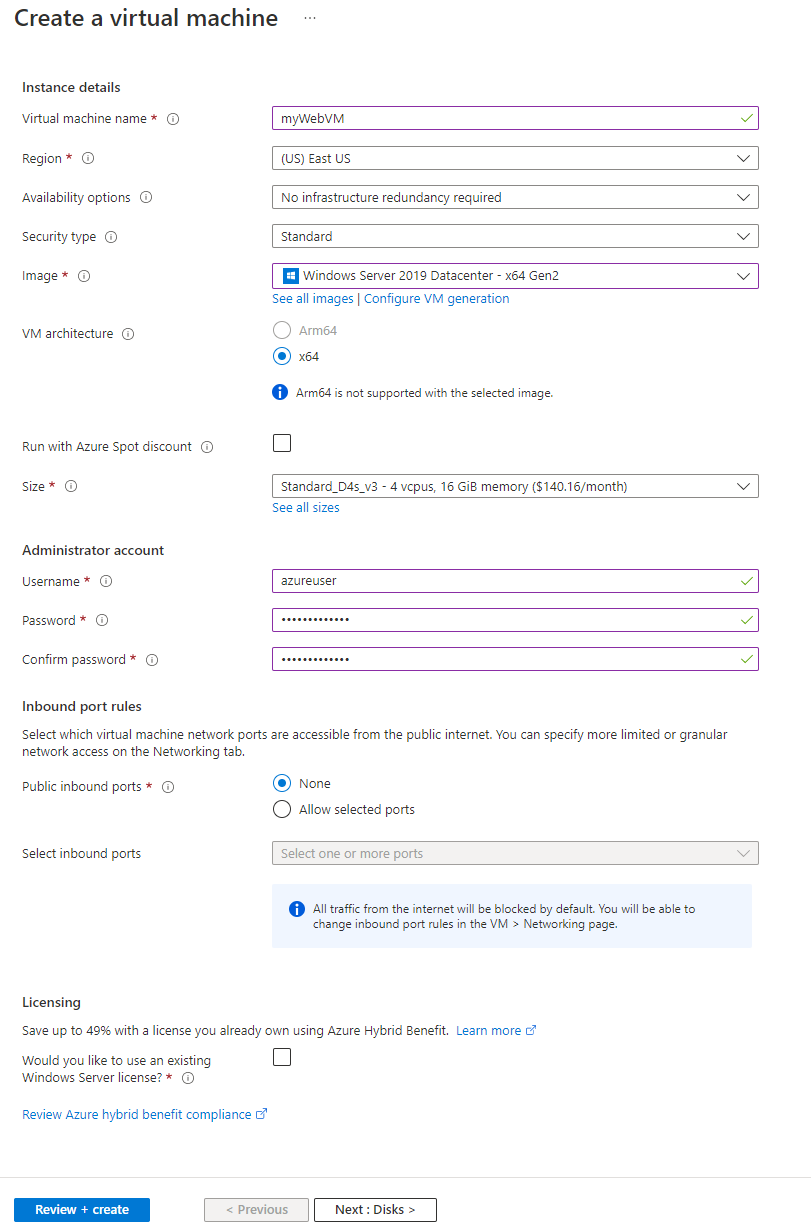 Create a virtual machine ...
Instance details
Virtual machine name * myWebVM
Region * (US) East US
Availability options No infrastructure redundancy required
Security type Standard
Image * Windows Server 2019 Datacenter - x64 Gen2
See all images | Configure VM generation
VM architecture Arm64
x64
Arm64 is not supported with the selected image.
Run with Azure Spot discount
Size * Standard_D4s_v3 - 4 vcpus, 16 GiB memory ($140.16/month)
See all sizes
Administrator account
Username * azureuser
Password * •••••••••••••
Confirm password * •••••••••••••
Inbound port rules
Select which virtual machine network ports are accessible from the public internet. You can specify more limited or granular
network access on the Networking tab.
Public inbound ports * None
Allow selected ports
Select inbound ports Select one or more ports
All traffic from the internet will be blocked by default. You will be able to
change inbound port rules in the VM > Networking page.
Licensing
Save up to 49% with a license you already own using Azure Hybrid Benefit. Learn more
Would you like to use an existing
Windows Server license? *
Review Azure hybrid benefit compliance
Review + create < Previous Next : Disks >